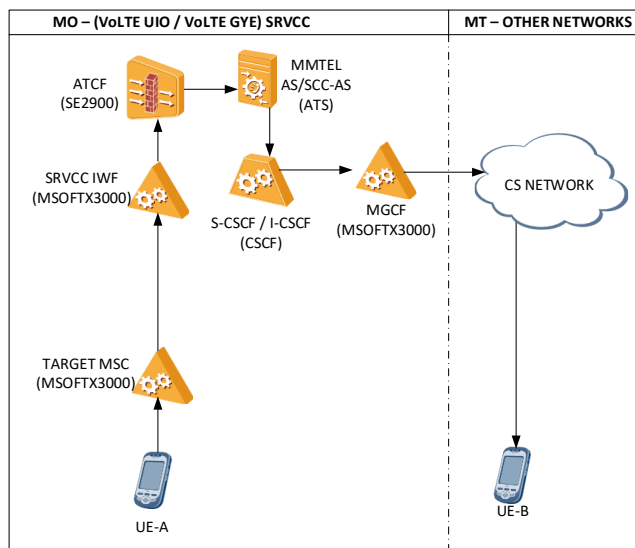 MO – (VoLTE UIO / VoLTE GYE) SRVCC
MT – OTHER NETWORKS
ATCF
(SE2900)
MMTEL
AS/SCC-AS
(ATS)
SRVCC IWF
(MSOFTX3000)
S-CSCF / I-CSCF
(CSCF)
MGCF
(MSOFTX3000)
CS NETWORK
TARGET MSC
(MSOFTX3000)
UE-A
UE-B